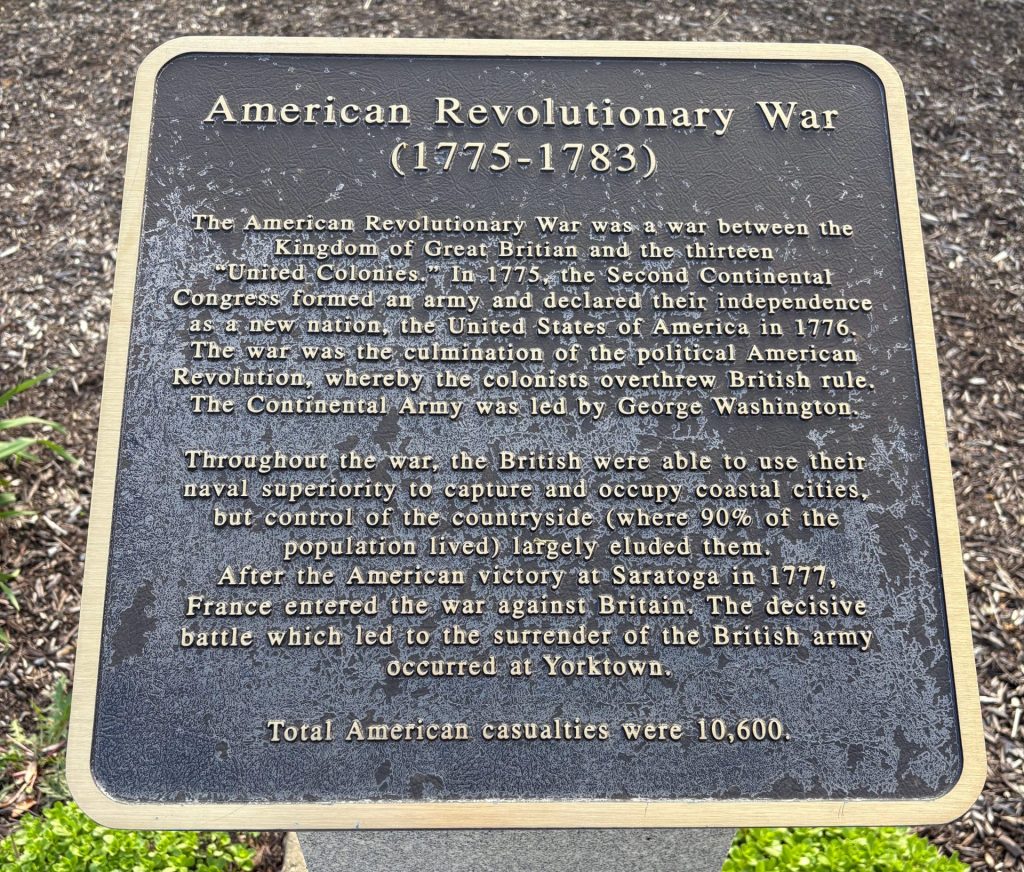 American Revolutionary War
(1775-1783)
The American Revolutionary War was a war between the
Kingdom of Great Britian and the thirteen
“United Colonies.” In 1775, the Second Continental
Congress formed an army and declared their independence
as a new nation, the United States of America in 1776.
The war was the culmination of the political American
Revolution, whereby the colonists overthrew British rule.
The Continental Army was led by George Washington.
Throughout the war, the British were able to use their
naval superiority to capture and occupy coastal cities,
but control of the countryside (where 90% of the
population lived) largely eluded them.
After the American victory at Saratoga in 1777,
France entered the war against Britain. The decisive
battle which led to the surrender of the British army
occurred at Yorktown.
Total American casualties were 10,600.